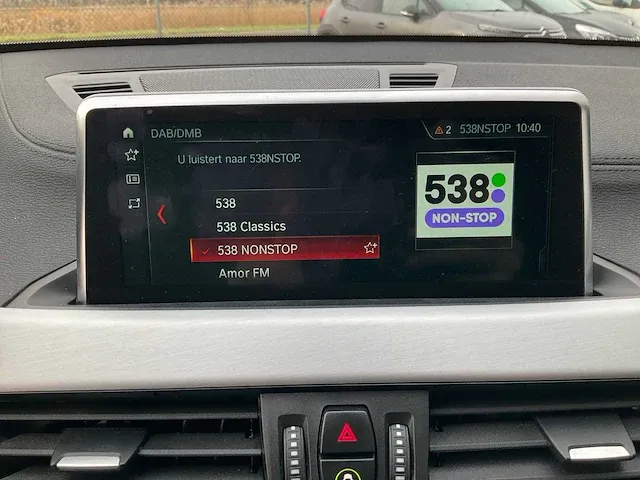 DAB/DMB
2 538NSTOP 10:40
U luistert naar 538NSTOP.
538
538 Classics
538 NONSTOP
Amor FM
538
NON-STOP